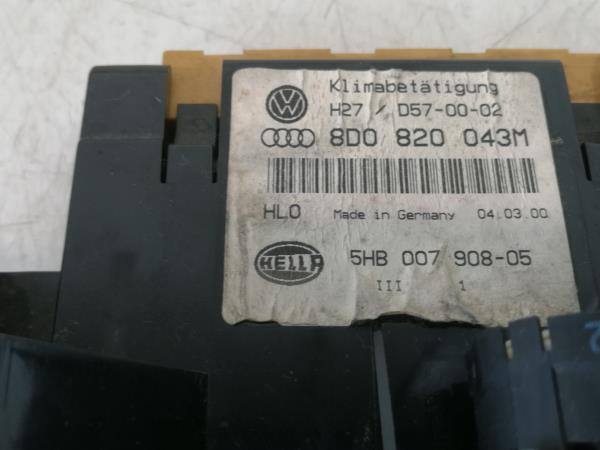 Klimabetätigung
H27 / D57-00-02
8D0 820 043M
HLO Made in Germany 04.03.00
HELLA 5HB 007 908-05
III 1